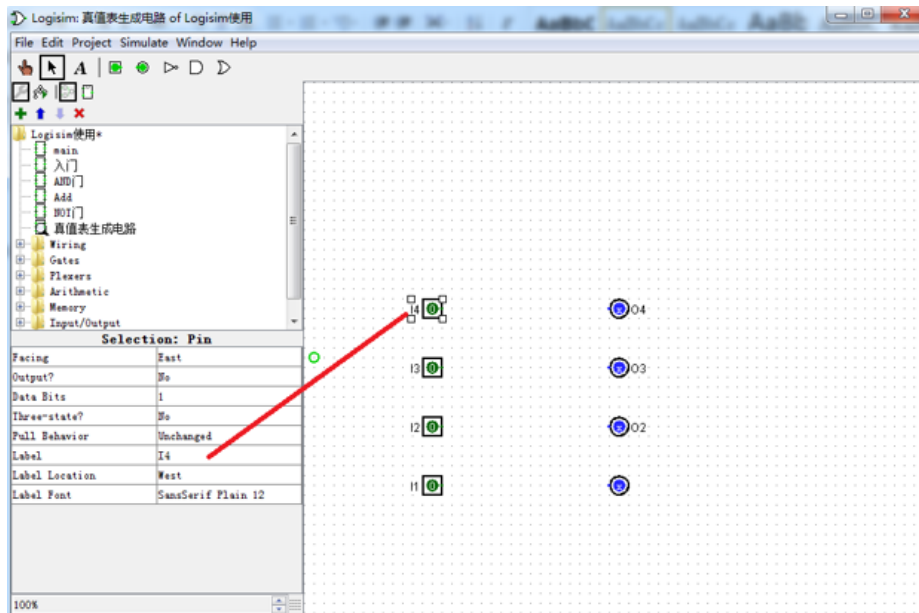 Logisim: 真值表生成电路 of Logisim使用
File Edit Project Simulate Window Help
A
Logisim使用*
main
入门
AND门
Add
NOT门
真值表生成电路
Wiring
Gates
Plexers
Arithmetic
Memory
Input/Output
Selection: Pin
Facing East
Output? No
Data Bits 1
Three-state? No
Pull Behavior Unchanged
Label I4
Label Location West
Label Font SansSerif Plain 12
100%
I4 0 O4
I3 0 O3
I2 0 O2
I1 0